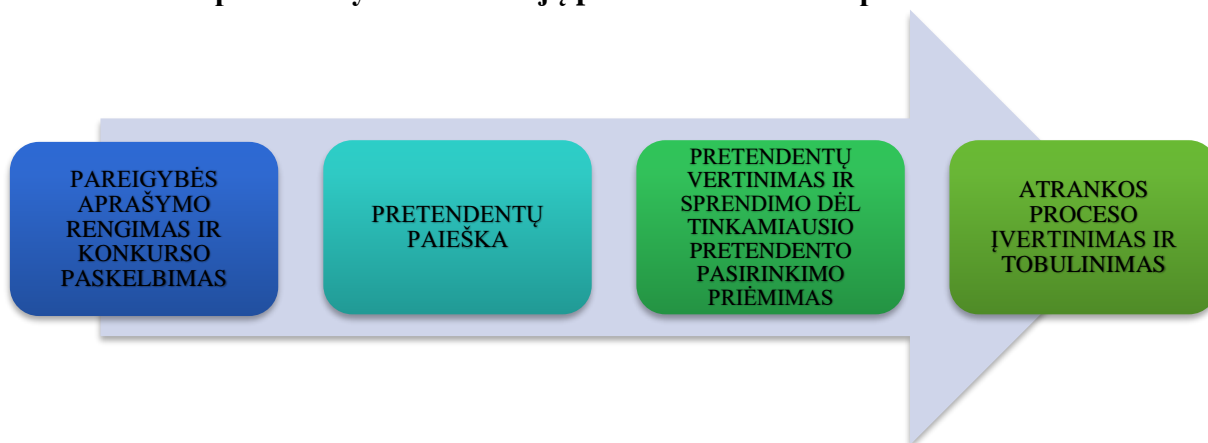 PAREIGYBĖS
APRAŠYMO
RENGIMAS IR
KONKURSO
PASKELBIMAS
PRETENDENTŲ
PAIEŠKA
PRETENDENTŲ
VERTINIMAS IR
SPRENDIMO DĖL
TINKAMIAUSIO
PRETENDENTO
PASIRINKIMO
PRIĖMIMAS
ATRANKOS
PROCESO
ĮVERTINIMAS IR
TOBULINIMAS